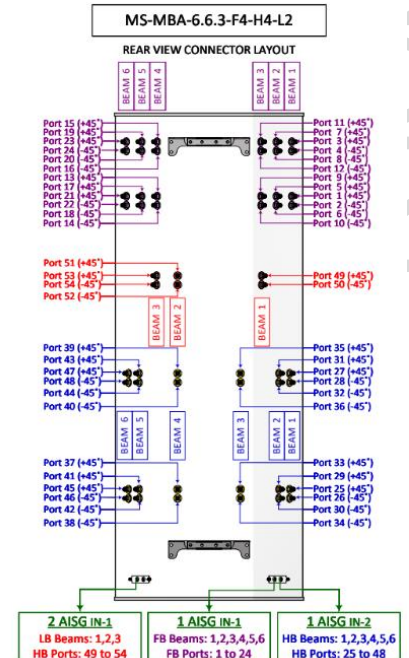 MS-MBA-6.6.3-F4-H4-L2
REAR VIEW CONNECTOR LAYOUT
BEAM 6
BEAM 5
BEAM 4
BEAM 3
BEAM 2
BEAM 1
Port 15 (+45°)
Port 19 (+45°)
Port 23 (+45°)
Port 24 (-45°)
Port 20 (-45°)
Port 16 (-45°)
Port 13 (+45°)
Port 17 (+45°)
Port 21 (+45°)
Port 22 (-45°)
Port 18 (-45°)
Port 14 (-45°)
Port 11 (+45°)
Port 7 (+45°)
Port 3 (+45°)
Port 4 (-45°)
Port 8 (-45°)
Port 12 (-45°)
Port 9 (+45°)
Port 5 (+45°)
Port 1 (+45°)
Port 2 (-45°)
Port 6 (-45°)
Port 10 (-45°)
Port 51 (+45°)
Port 53 (+45°)
Port 54 (-45°)
Port 52 (-45°)
Port 49 (+45°)
Port 50 (-45°)
BEAM 3
BEAM 2
BEAM 1
Port 39 (+45°)
Port 43 (+45°)
Port 47 (+45°)
Port 48 (-45°)
Port 44 (-45°)
Port 40 (-45°)
Port 35 (+45°)
Port 31 (+45°)
Port 27 (+45°)
Port 28 (-45°)
Port 32 (-45°)
Port 36 (-45°)
BEAM 6
BEAM 5
BEAM 4
BEAM 3
BEAM 2
BEAM 1
Port 37 (+45°)
Port 41 (+45°)
Port 45 (+45°)
Port 46 (-45°)
Port 42 (-45°)
Port 38 (-45°)
Port 33 (+45°)
Port 29 (+45°)
Port 25 (+45°)
Port 26 (-45°)
Port 30 (-45°)
Port 34 (-45°)
2 AISG IN-1
LB Beams: 1,2,3
HB Ports: 49 to 54
1 AISG IN-1
FB Beams: 1,2,3,4,5,6
FB Ports: 1 to 24
1 AISG IN-2
HB Beams: 1,2,3,4,5,6
HB Ports: 25 to 48